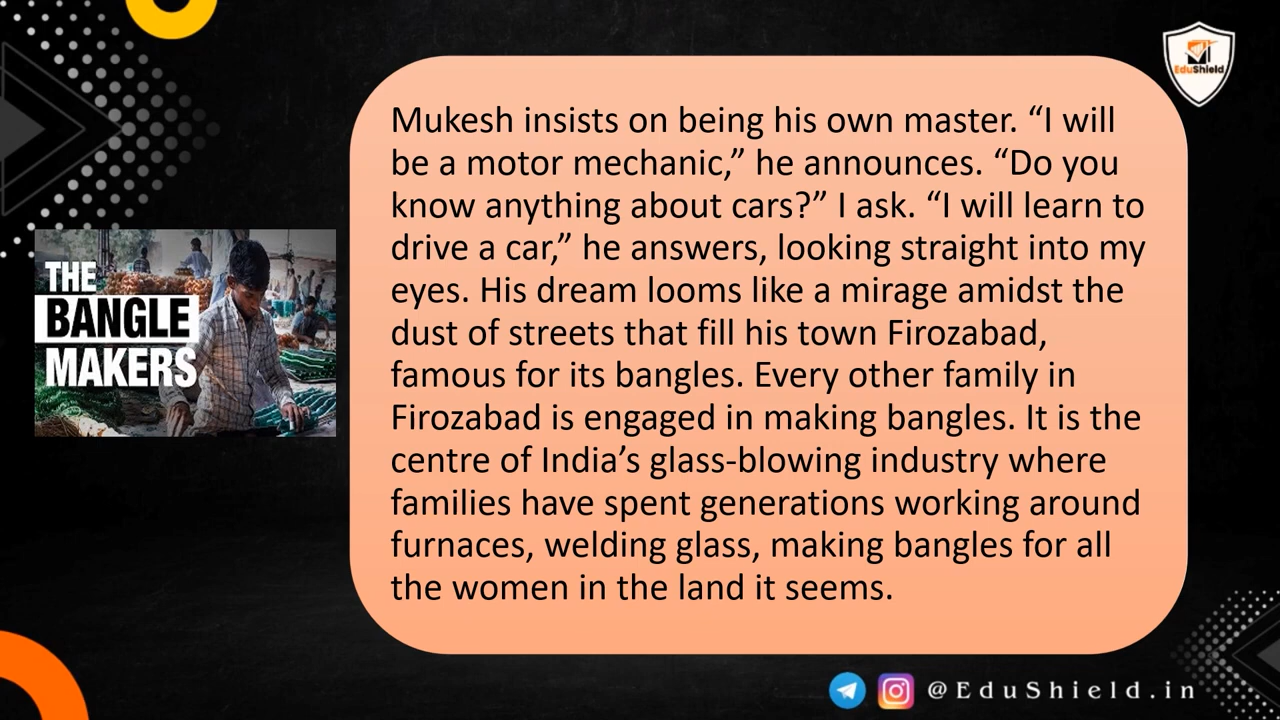 EduShield
Mukesh insists on being his own master. “I will
be a motor mechanic,” he announces. “Do you
know anything about cars?” I ask. “I will learn to
drive a car,” he answers, looking straight into my
eyes. His dream looms like a mirage amidst the
dust of streets that fill his town Firozabad,
famous for its bangles. Every other family in
Firozabad is engaged in making bangles. It is the
centre of India’s glass-blowing industry where
families have spent generations working around
furnaces, welding glass, making bangles for all
the women in the land it seems.
THE
BANGLE
MAKERS
@EduShield.in